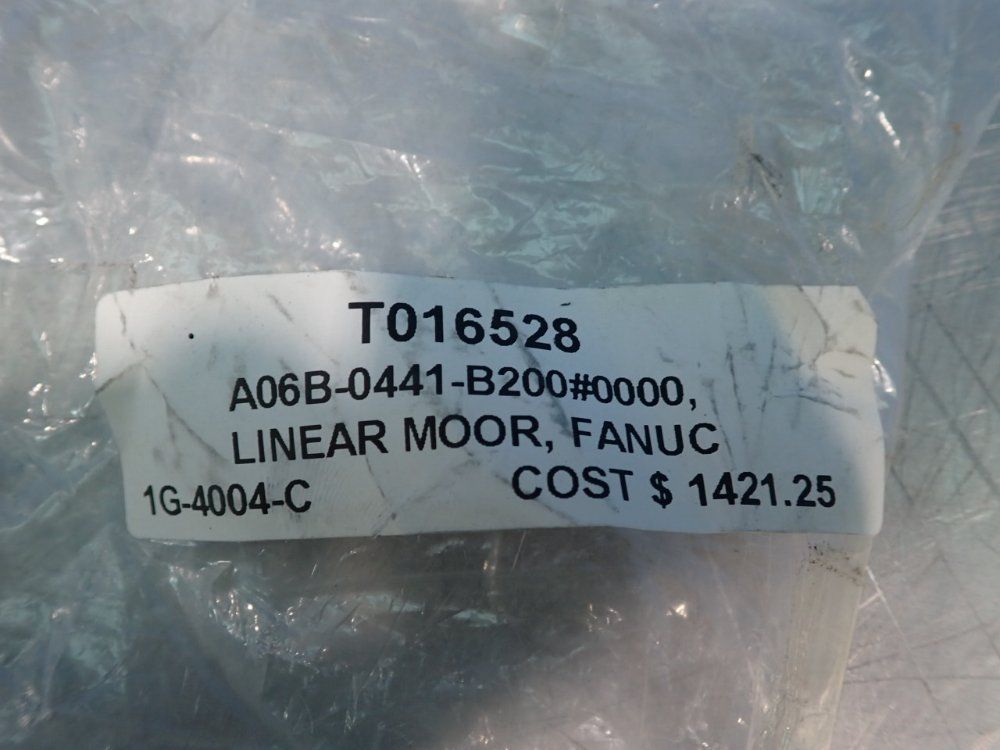 T016528
A06B-0441-B200#0000,
LINEAR MOOR, FANUC
1G-4004-C COST $ 1421.25